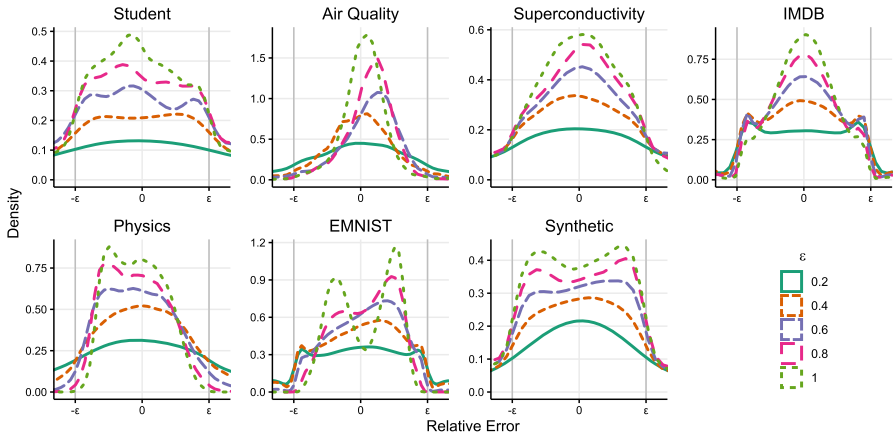 Student
Air Quality
Superconductivity
IMDB
0.5
0.4
0.3
0.2
0.1
0.0
-ε 0 ε
1.5
1.0
0.5
0.0
-ε 0 ε
0.6
0.4
0.2
0.0
-ε 0 ε
0.75
0.50
0.25
0.00
-ε 0 ε
Density
Physics
EMNIST
Synthetic
0.75
0.50
0.25
0.00
-ε 0 ε
1.2
0.9
0.6
0.3
0.0
-ε 0 ε
0.4
0.3
0.2
0.1
0.0
-ε 0 ε
ε
0.2
0.4
0.6
0.8
1
Relative Error